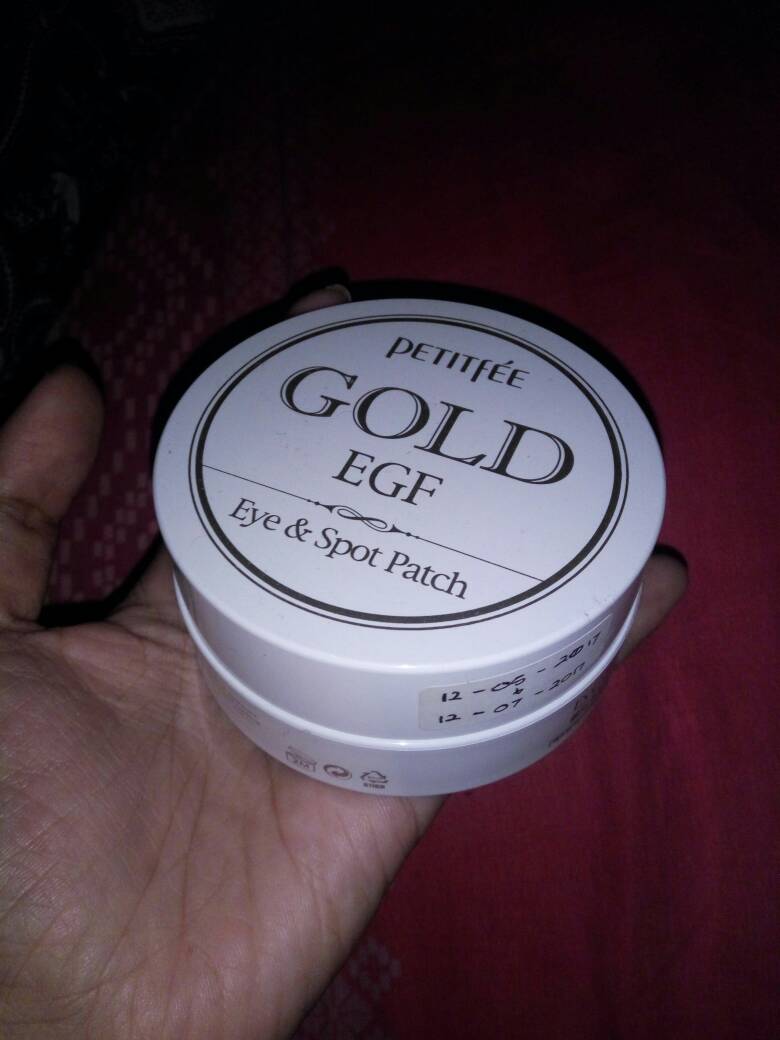 PETITFÉE
GOLD
EGF
Eye & Spot Patch
12 - 05 - 2017
12 - 07 - 2017